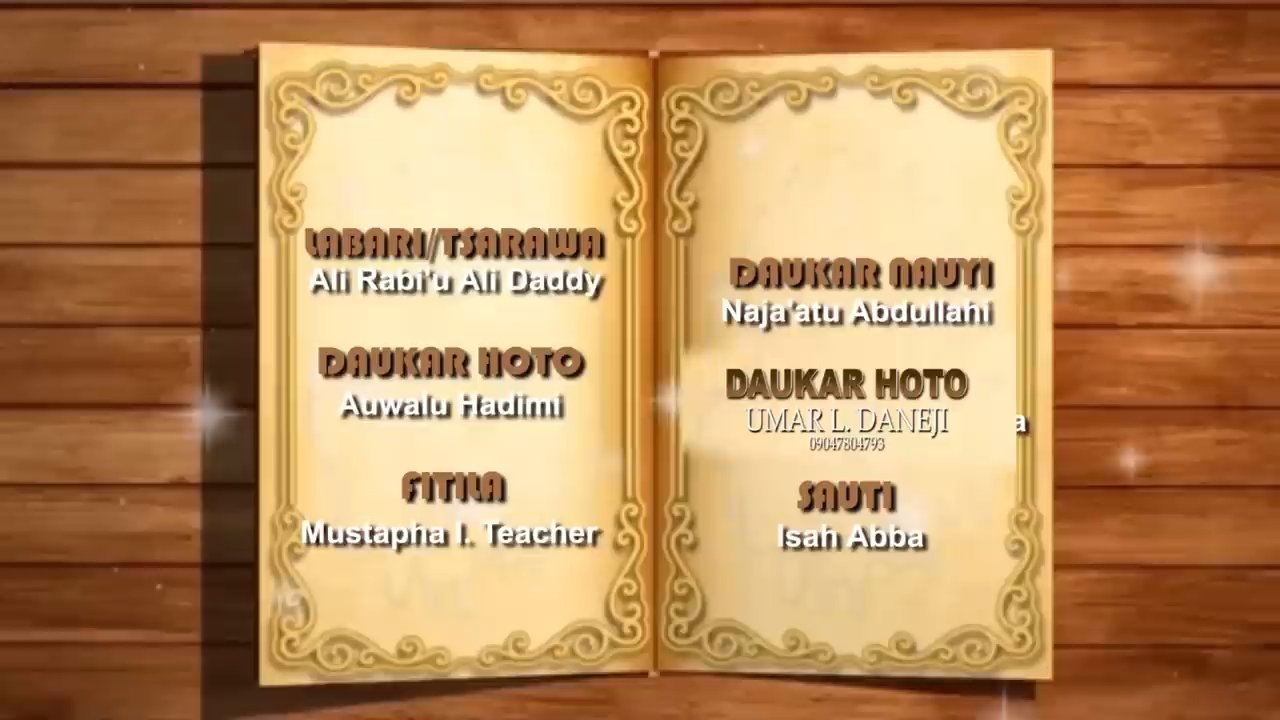 LABARI/TSARAWA
Ali Rabi'u Ali Daddy
DAUKAR HOTO
Auwalu Hadimi
FITILA
Mustapha I. Teacher
DAUKAR NAUYI
Naja'atu Abdullahi
DAUKAR HOTO
UMAR L. DANEJI
a
09047804793
SAUTI
Isah Abba